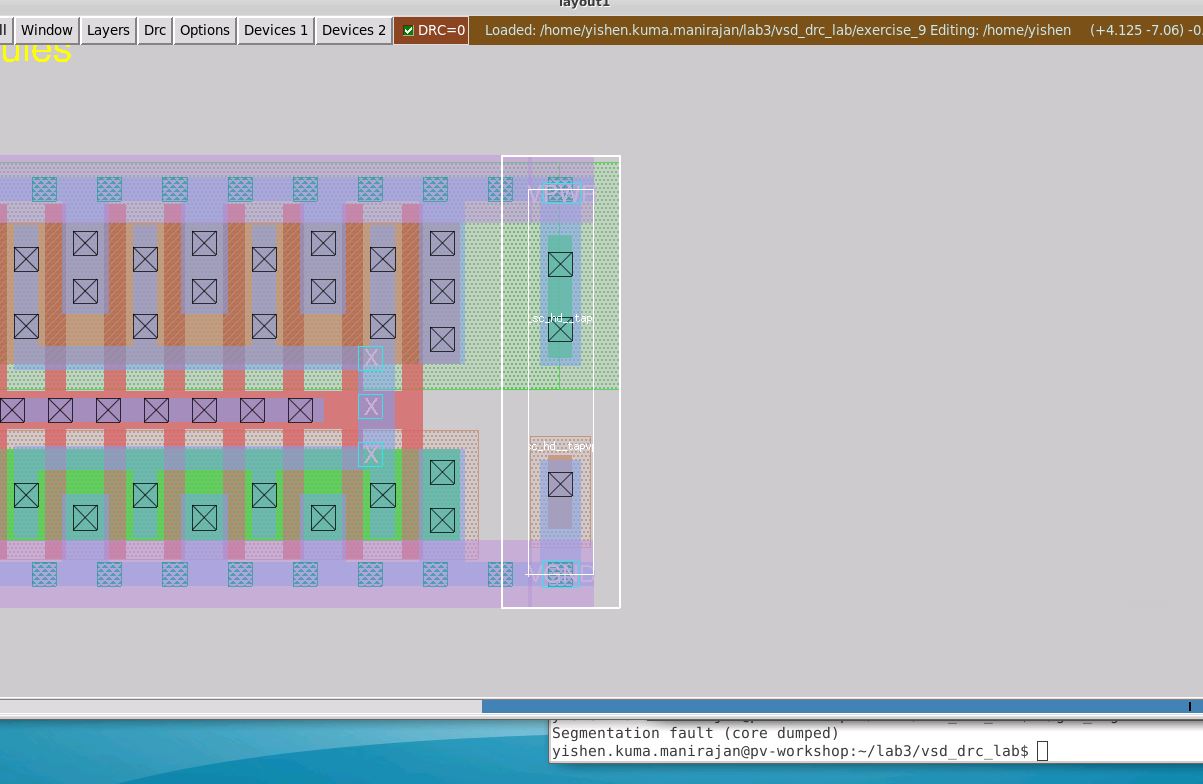 layout1
ll Window Layers Drc Options Devices 1 Devices 2 DRC=0 Loaded: /home/yishen.kuma.manirajan/lab3/vsd_drc_lab/exercise_9 Editing: /home/yishen (+4.125 -7.06) -0.
ules
VPWR
_sc_hd__tap
X
X
sc_hd__tapv
X
VGND
Segmentation fault (core dumped)
yishen.kuma.manirajan@pv-workshop:~/lab3/vsd_drc_lab$